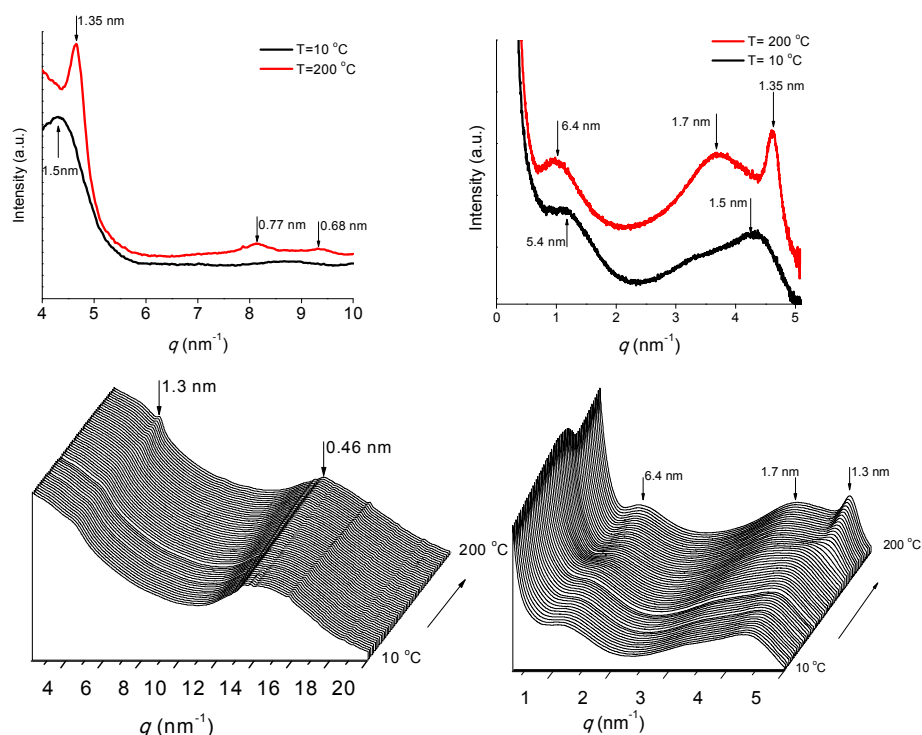 1.35 nm
T=10 °C
T=200 °C
1.5nm
0.77 nm
0.68 nm
Intensity (a.u.)
4 5 6 7 8 9 10
q (nm⁻¹)
T= 200 °C
T= 10 °C
1.35 nm
6.4 nm
1.7 nm
1.5 nm
5.4 nm
Intensity (a.u.)
0 1 2 3 4 5
q (nm⁻¹)
1.3 nm
0.46 nm
200 °C
10 °C
4 6 8 10 12 14 16 18 20
q (nm⁻¹)
6.4 nm
1.7 nm
1.3 nm
200 °C
10 °C
1 2 3 4 5
q (nm⁻¹)